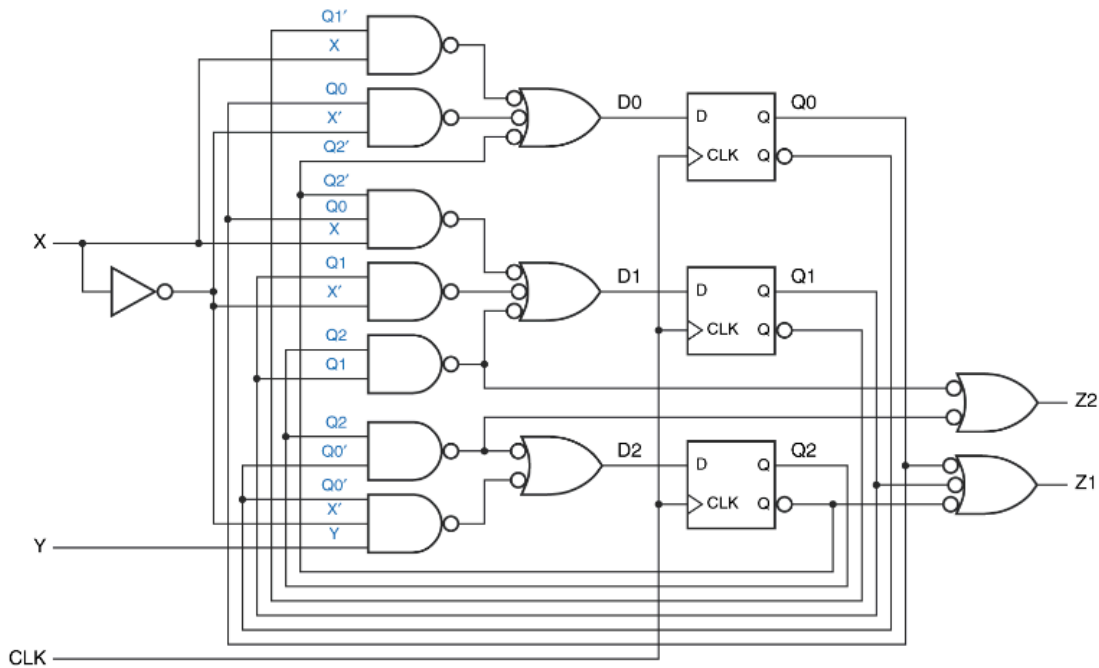 Q1′
X
Q0
X′
Q2′
D0
D Q
CLK Q
Q0
Q2′
Q0
X
X
Q1
X′
D1
D Q
CLK Q
Q1
Q2
Q1
Z2
Q2
Q0′
D2
D Q
CLK Q
Q2
Q0′
X′
Y
Z1
Y
CLK